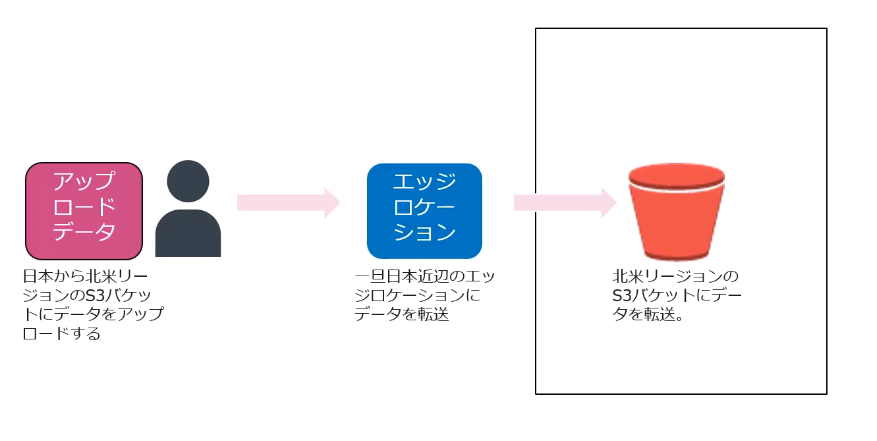 アップ
ロード
データ
日本から北米リー
ジョンのS3バケッ
トにデータをアップ
ロードする
エッジ
ロケー
ション
一旦日本近辺のエッ
ジロケーションに
データを転送
北米リージョンの
S3バケットにデー
タを転送。